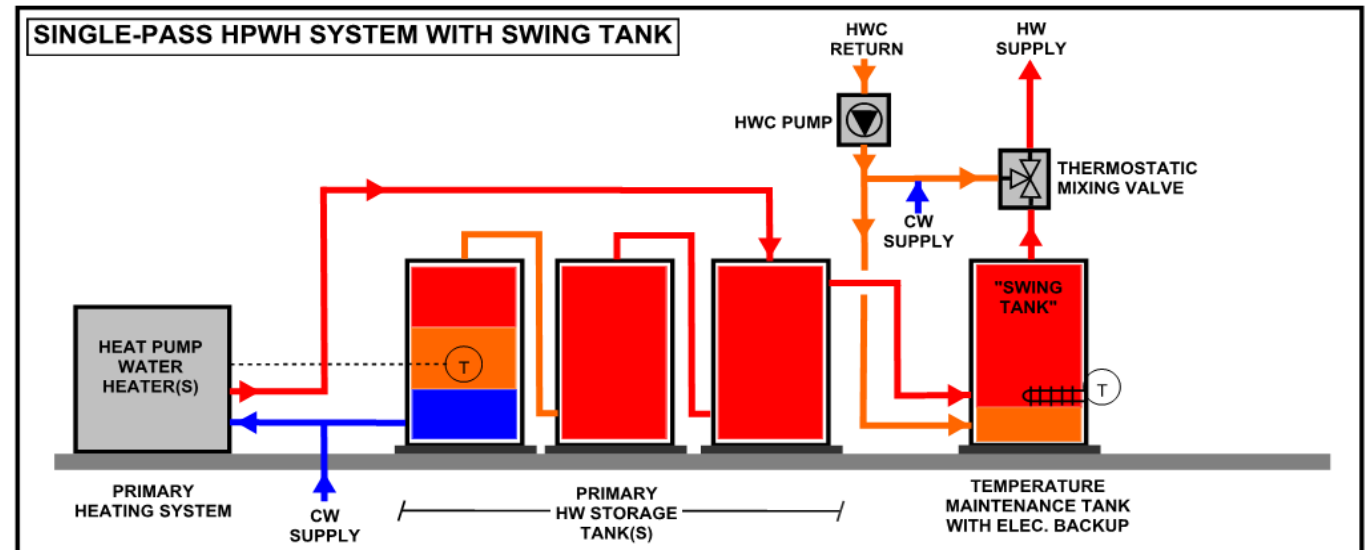 SINGLE-PASS HPWH SYSTEM WITH SWING TANK
HWC
RETURN
HW
SUPPLY
HWC PUMP
THERMOSTATIC
MIXING VALVE
CW
SUPPLY
"SWING
TANK"
HEAT PUMP
WATER
HEATER(S)
T
T
PRIMARY
HEATING SYSTEM
CW
SUPPLY
PRIMARY
HW STORAGE
TANK(S)
TEMPERATURE
MAINTENANCE TANK
WITH ELEC. BACKUP